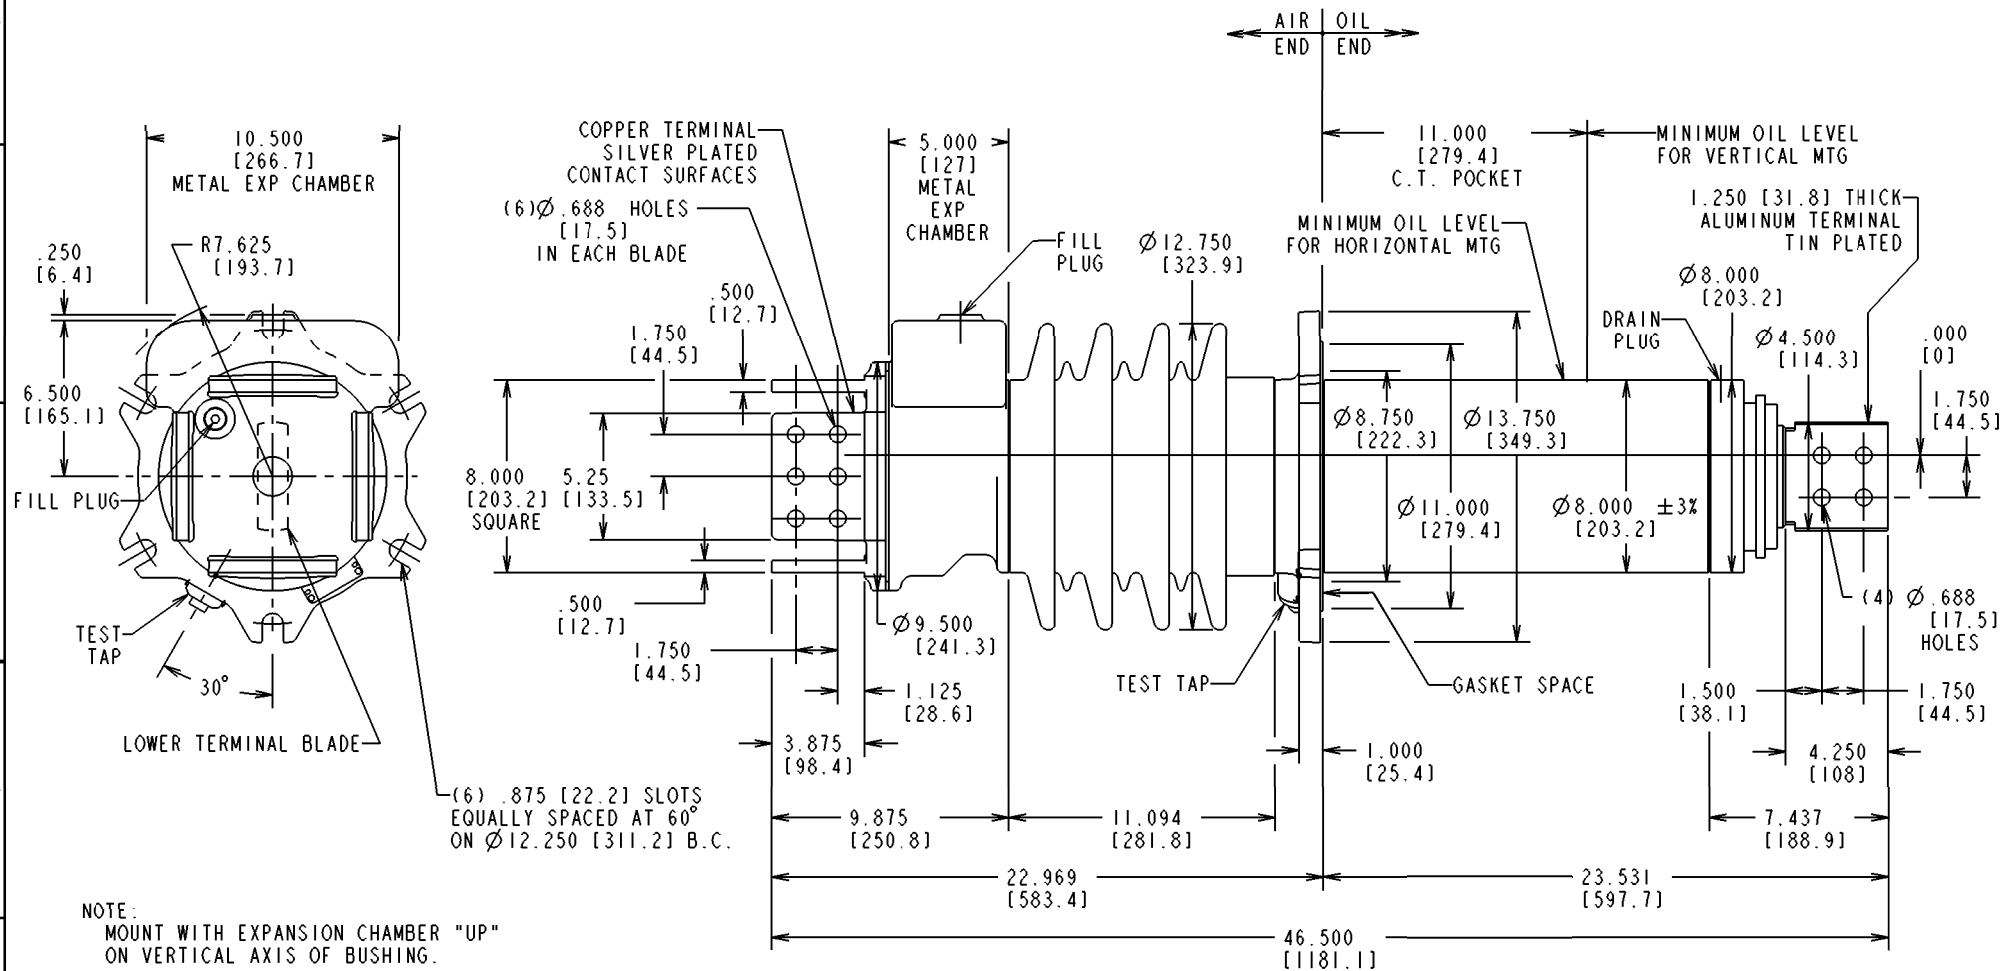 AIR
END
OIL
END
10.500
[266.7]
METAL EXP CHAMBER
R7.625
[193.7]
.250
[6.4]
6.500
[165.1]
FILL PLUG
TEST
TAP
30°
LOWER TERMINAL BLADE
(6) .875 [22.2] SLOTS
EQUALLY SPACED AT 60°
ON Ø12.250 [311.2] B.C.
NOTE:
MOUNT WITH EXPANSION CHAMBER "UP"
ON VERTICAL AXIS OF BUSHING.
COPPER TERMINAL
SILVER PLATED
CONTACT SURFACES
(6)Ø.688 HOLES
[17.5]
IN EACH BLADE
5.000
[127]
METAL
EXP
CHAMBER
FILL
PLUG
Ø12.750
[323.9]
.500
[12.7]
1.750
[44.5]
8.000
[203.2]
SQUARE
5.25
[133.5]
.500
[12.7]
1.750
[44.5]
Ø9.500
[241.3]
1.125
[28.6]
3.875
[98.4]
9.875
[250.8]
11.094
[281.8]
22.969
[583.4]
46.500
[1181.1]
11.000
[279.4]
C.T. POCKET
MINIMUM OIL LEVEL
FOR VERTICAL MTG
MINIMUM OIL LEVEL
FOR HORIZONTAL MTG
1.250 [31.8] THICK
ALUMINUM TERMINAL
TIN PLATED
Ø8.000
[203.2]
DRAIN
PLUG
Ø4.500
[114.3]
.000
[0]
1.750
[44.5]
Ø8.750
[222.3]
Ø13.750
[349.3]
Ø11.000
[279.4]
Ø8.000 ±3%
[203.2]
(4) Ø.688
[17.5]
HOLES
TEST TAP
GASKET SPACE
1.500
[38.1]
1.750
[44.5]
1.000
[25.4]
4.250
[108]
7.437
[188.9]
23.531
[597.7]